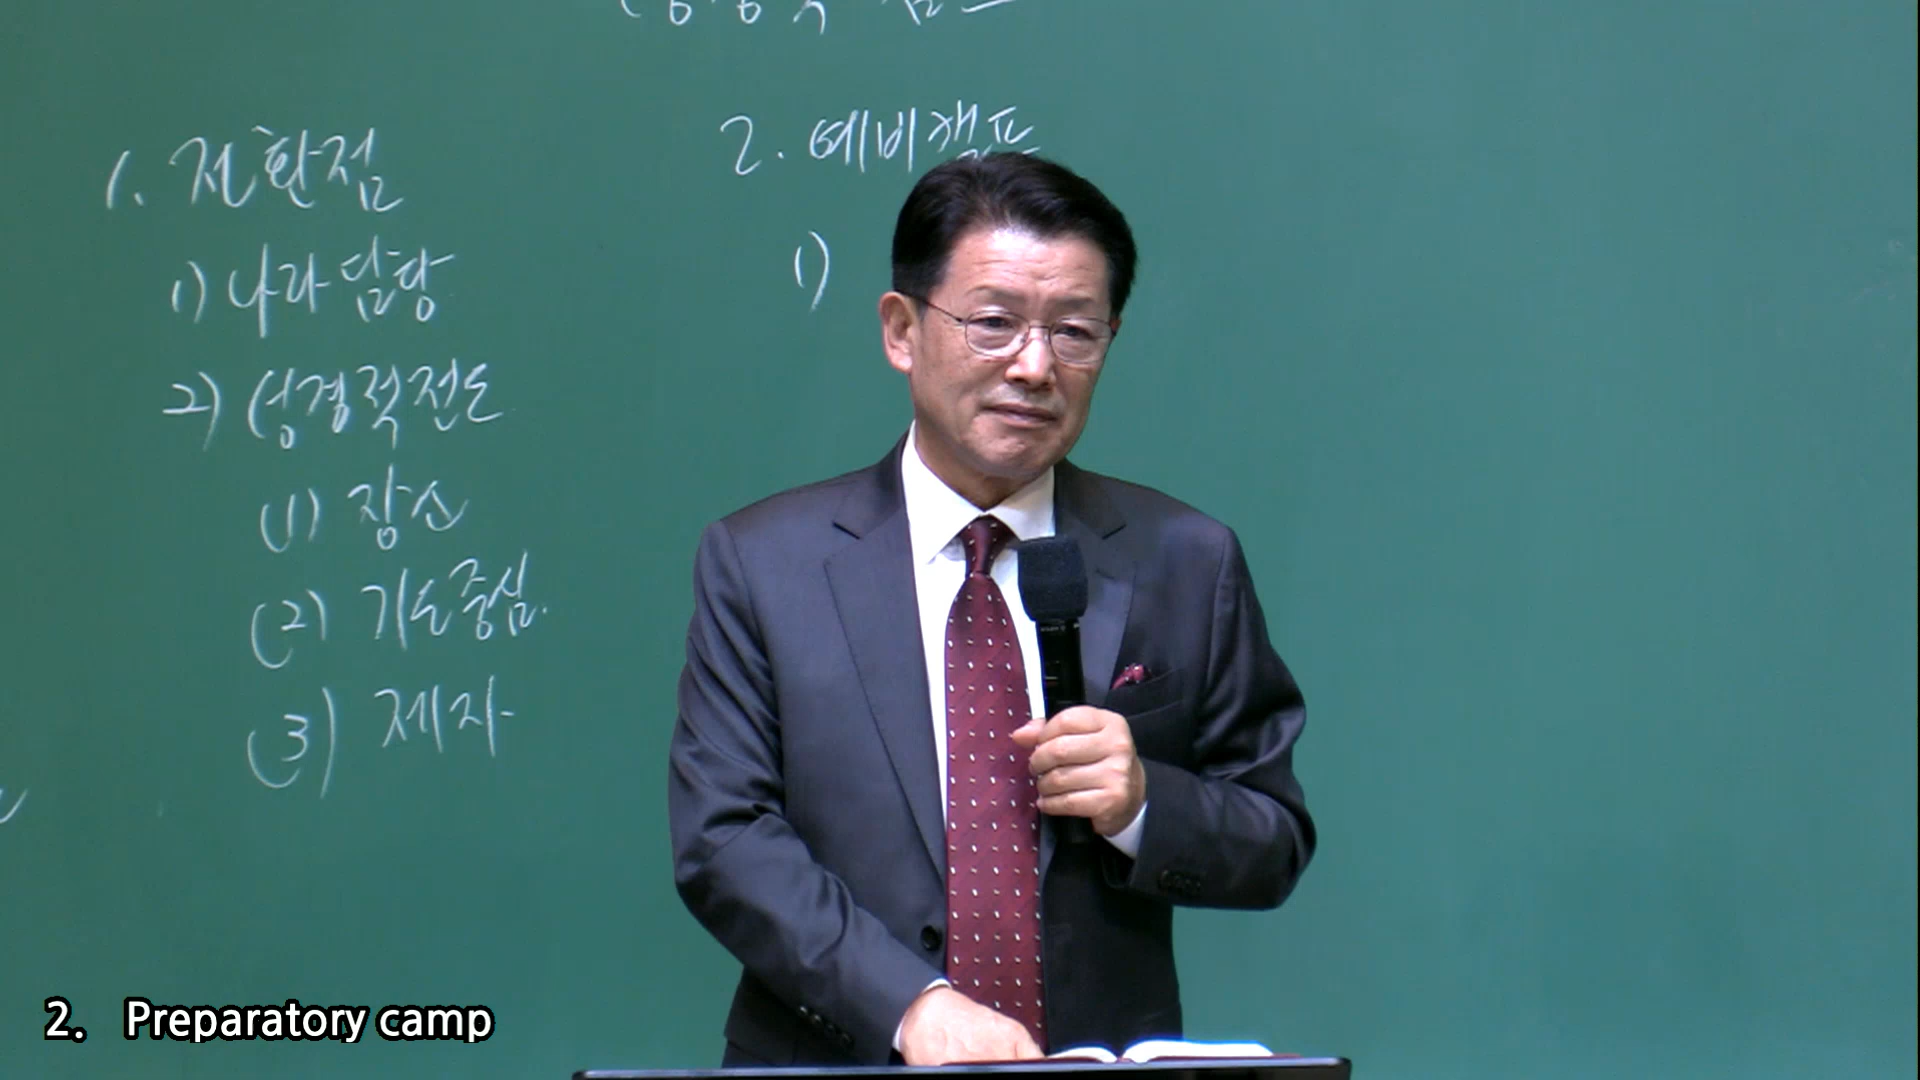 1. 전환점
1) 나라 담당
2) 성경적전도
(1) 장소
(2) 기도중심.
(3) 제자
2. 예비캠프
1)
2. Preparatory camp